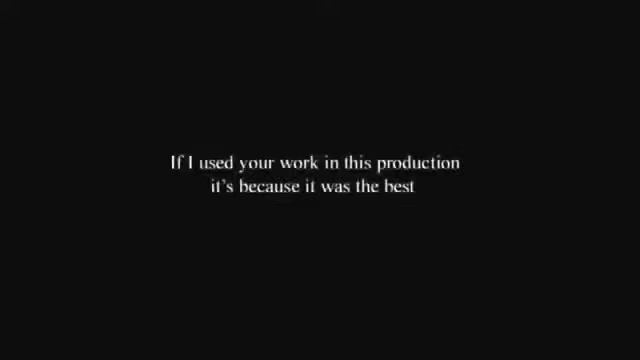 If I used your work in this production
it's because it was the best